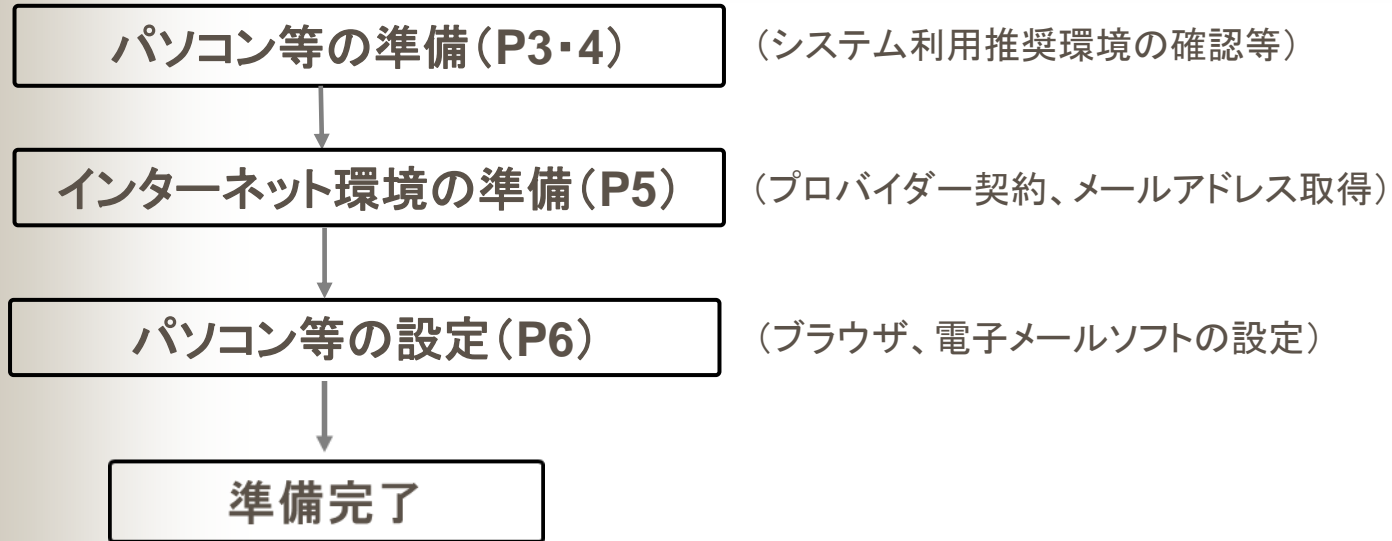 パソコン等の準備(P3・4)
(システム利用推奨環境の確認等)
インターネット環境の準備(P5)
(プロバイダー契約、メールアドレス取得)
パソコン等の設定(P6)
(ブラウザ、電子メールソフトの設定)
準備完了